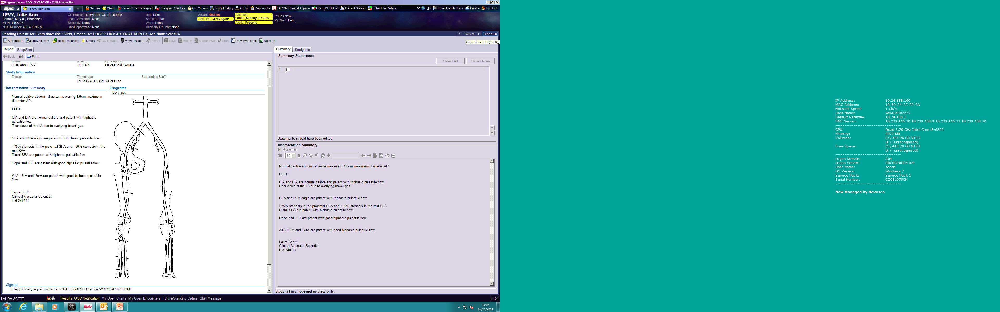 Hyperspace - ADD LS VASC OP - CUH Production
Epic LEVY,Julie Ann Secure Chart Recent Exams Report Unsigned Studies Anc Orders Study History Appts Dept Appts LARDR/Clinical Apps Exam Work List Patient Station Schedule Orders my-eHospital Link Print Log Out
LEVY, Julie Ann
Female, 60 y.o., 11/03/1959
MRN: 1455374
NHS Number: 480 408 9659
GP Practice: COMBERTON SURGERY
Lead Consultant: None
Specialty: None
Unit/Department: None
Bed: None
Admitted: No
Ward: None
Clinically Fit Date: None
Weight: 98.6 kg
Last BMI: 34.93 kg/m²
Allergies
Other (Specify In Com...
Alerts: Present
Pt Has New...
MyChart: Pen...
Reading Palette for Exam date: 05/11/2019, Procedure: LOWER LIMB ARTERIAL DUPLEX, Acc Num: 12855637
? Resize Close X
Addendum Study History Media Manager Notes CC Results View Images Dictate Save Prelim Needs Rvw Sign Preview Report Refresh
Close the activity (Ctrl+Q)
Report SnapShot
Back Print
Name MRN Description
Julie Ann LEVY 1455374 60 year old Female
Study Information
Doctor Technician Supporting Staff
Laura SCOTT, SpHCSci Prac
Interpretation Summary
Normal calibre abdominal aorta measuring 1.6cm maximum
diameter AP.
LEFT:
CIA and EIA are normal calibre and patent with triphasic
pulsatile flow.
Poor views of the IIA due to overlying bowel gas.
CFA and PFA origin are patent with triphasic pulsatile flow.
>75% stenosis in the proximal SFA and >50% stenosis in the
mid SFA.
Distal SFA are patent with biphasic pulsatile flow.
PopA and TPT are patent with good biphasic pulsatile flow.
ATA, PTA and PerA are patent with good biphasic pulsatile
flow.
Laura Scott
Clinical Vascular Scientist
Ext 348117
Diagrams
Levy.jpg:
Signed
Electronically signed by Laura SCOTT, SpHCSci Prac on 5/11/19 at 10:45 GMT
Summary Study Info
Summary Statements
Select All Select None
1
Statements in bold have been edited.
Interpretation Summary
Abnormal
10 B
Normal calibre abdominal aorta measuring 1.6cm maximum diameter AP.
LEFT:
CIA and EIA are normal calibre and patent with triphasic pulsatile flow.
Poor views of the IIA due to overlying bowel gas.
CFA and PFA origin are patent with triphasic pulsatile flow.
>75% stenosis in the proximal SFA and >50% stenosis in the mid SFA.
Distal SFA are patent with biphasic pulsatile flow.
PopA and TPT are patent with good biphasic pulsatile flow.
ATA, PTA and PerA are patent with good biphasic pulsatile flow.
Laura Scott
Clinical Vascular Scientist
Ext 348117
Study is Final, opened as view-only.
LAURA SCOTT Results OOC Notification My Open Charts My Open Encounters Future/Standing Orders Staff Message 14:05
Epic
14:05
05/11/2019
IP Address: 10.24.158.160
MAC Address: 18-60-24-85-22-9A
Network Speed: 1 Gb/s
Host Name: WDA04002275
Default Gateway: 10.24.158.1
DNS Server: 10.229.116.10 10.229.100.9 10.229.116.11 10.229.100.10
------------------------------------
CPU: Quad 3.20 GHz Intel Core i5-6500
Memory: 8072 MB
Volumes: C:\ 464.76 GB NTFS
Q:\ (unrecognized)
Free Space: C:\ 415.70 GB NTFS
Q:\ (unrecognized)
------------------------------------
Logon Domain: A04
Logon Server: GBCBGPADDS104
User Name: scottl
OS Version: Windows 7
Service Pack: Service Pack 1
Serial Number: CZC81076GK
------------------------------------
Now Managed by Novosco